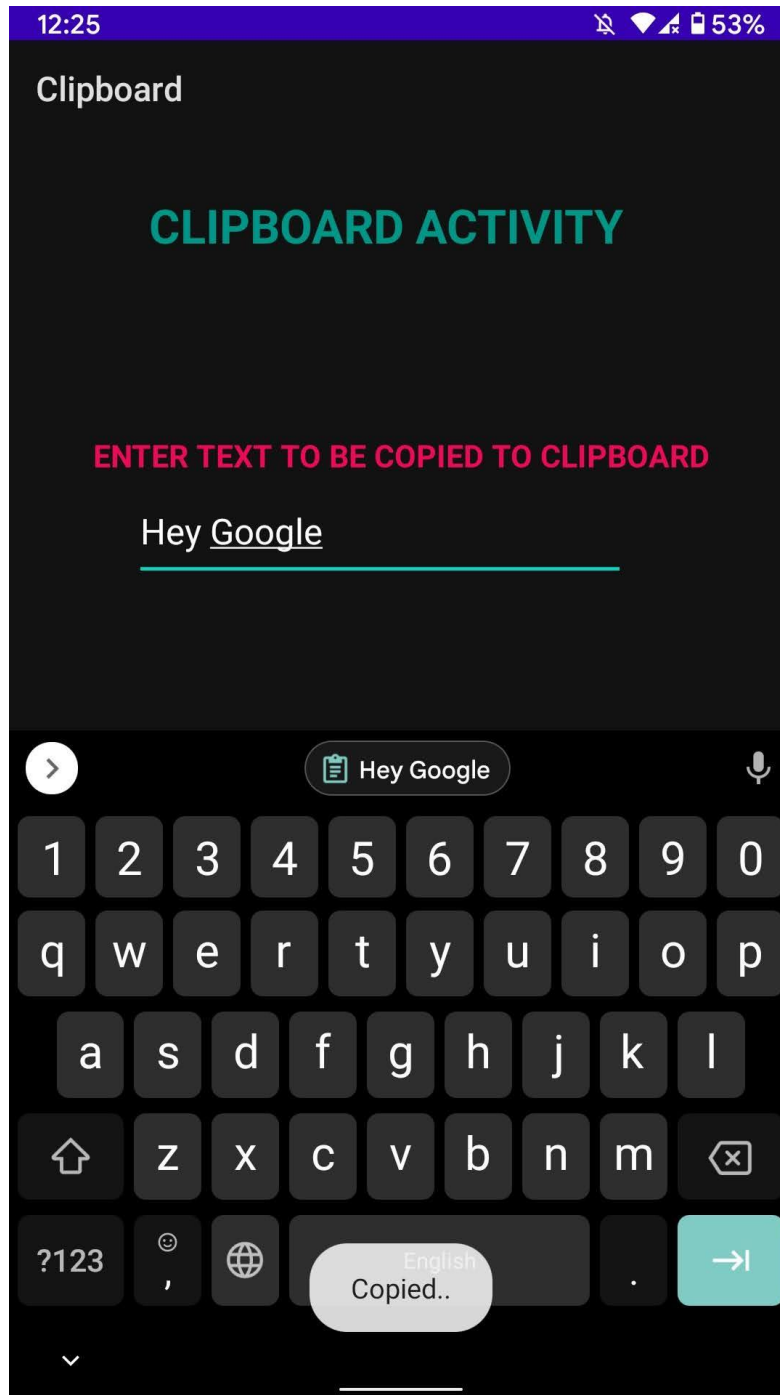 12:25 53%
Clipboard
CLIPBOARD ACTIVITY
ENTER TEXT TO BE COPIED TO CLIPBOARD
Hey Google
Hey Google
1 2 3 4 5 6 7 8 9 0
q w e r t y u i o p
a s d f g h j k l
z x c v b n m
?123 , English .
Copied..